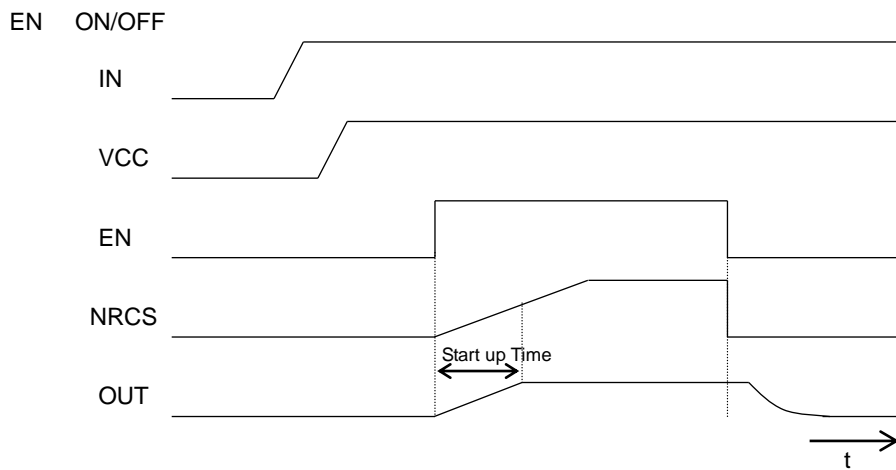 EN ON/OFF
IN
VCC
EN
NRCS
Start up Time
OUT
t